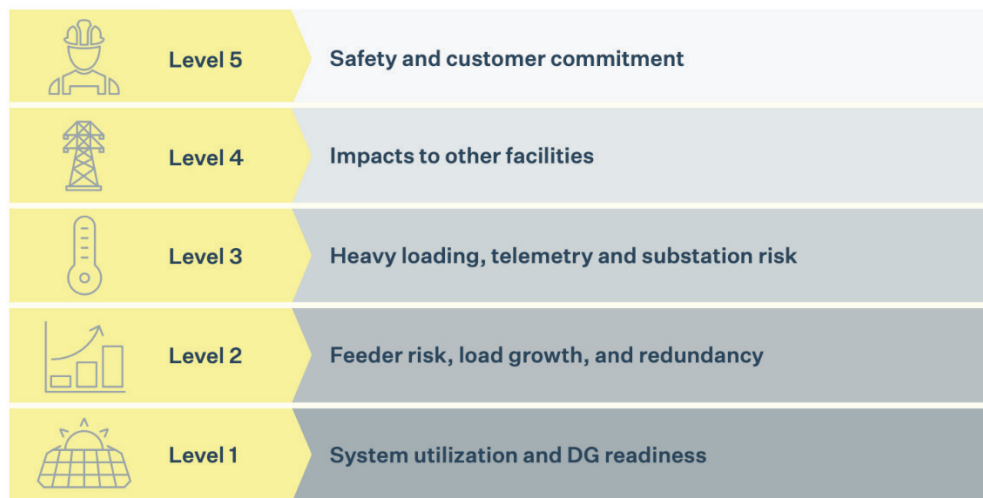 Level 5
Safety and customer commitment
Level 4
Impacts to other facilities
Level 3
Heavy loading, telemetry and substation risk
Level 2
Feeder risk, load growth, and redundancy
Level 1
System utilization and DG readiness